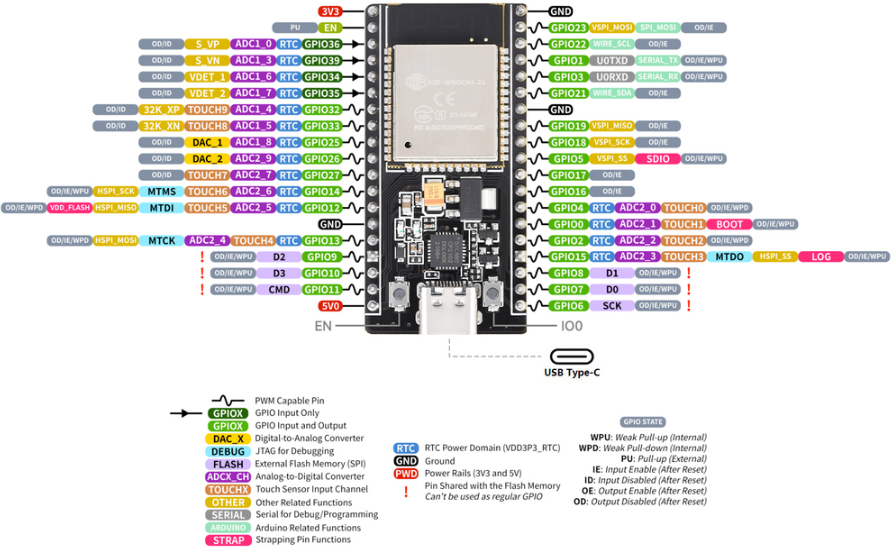 3V3 GND
PU EN GPIO23 VSPI_MOSI SPI_MOSI OD/IE
OD/ID S_VP ADC1_0 RTC GPIO36 GPIO22 WIRE_SCL OD/IE
OD/ID S_VN ADC1_3 RTC GPIO39 GPIO1 U0TXD SERIAL_TX OD/IE/WPU
OD/ID VDET_1 ADC1_6 RTC GPIO34 GPIO3 U0RXD SERIAL_RX OD/IE/WPU
OD/ID VDET_2 ADC1_7 RTC GPIO35 GPIO21 WIRE_SDA OD/IE
OD/ID 32K_XP TOUCH9 ADC1_4 RTC GPIO32 GND
OD/ID 32K_XN TOUCH8 ADC1_5 RTC GPIO33 GPIO19 VSPI_MISO OD/IE
OD/ID DAC_1 ADC1_8 RTC GPIO25 GPIO18 VSPI_SCK OD/IE
OD/ID DAC_2 ADC2_9 RTC GPIO26 GPIO5 VSPI_SS SDIO OD/IE/WPU
OD/ID TOUCH7 ADC2_7 RTC GPIO27 GPIO17 OD/IE
OD/IE/WPU HSPI_SCK MTMS TOUCH6 ADC2_6 RTC GPIO14 GPIO16 OD/IE
OD/IE/WPD VDD_FLASH HSPI_MISO MTDI TOUCH5 ADC2_5 RTC GPIO12 GPIO4 RTC ADC2_0 TOUCH0 OD/IE/WPD
GND GPIO0 RTC ADC2_1 TOUCH1 BOOT OD/IE/WPU
OD/IE/WPD HSPI_MOSI MTCK ADC2_4 TOUCH4 RTC GPIO13 GPIO2 RTC ADC2_2 TOUCH2 OD/IE/WPD
! OD/IE/WPU D2 GPIO9 GPIO15 RTC ADC2_3 TOUCH3 MTDO HSPI_SS LOG OD/IE/WPU
! OD/IE/WPU D3 GPIO10 GPIO8 D1 OD/IE/WPU !
! OD/IE/WPU CMD GPIO11 GPIO7 D0 OD/IE/WPU !
5V0 GPIO6 SCK OD/IE/WPU !
EN IO0
USB Type-C
PWM Capable Pin
GPIOX GPIO Input Only
GPIOX GPIO Input and Output
DAC_X Digital-to-Analog Converter
DEBUG JTAG for Debugging
FLASH External Flash Memory (SPI)
ADCX_CH Analog-to-Digital Converter
TOUCHX Touch Sensor Input Channel
OTHER Other Related Functions
SERIAL Serial for Debug/Programming
ARDUINO Arduino Related Functions
STRAP Strapping Pin Functions
RTC RTC Power Domain (VDD3P3_RTC)
GND Ground
PWD Power Rails (3V3 and 5V)
! Pin Shared with the Flash Memory
Can't be used as regular GPIO
GPIO STATE
WPU: Weak Pull-up (Internal)
WPD: Weak Pull-down (Internal)
PU: Pull-up (External)
IE: Input Enable (After Reset)
ID: Input Disabled (After Reset)
OE: Output Enable (After Reset)
OD: Output Disabled (After Reset)